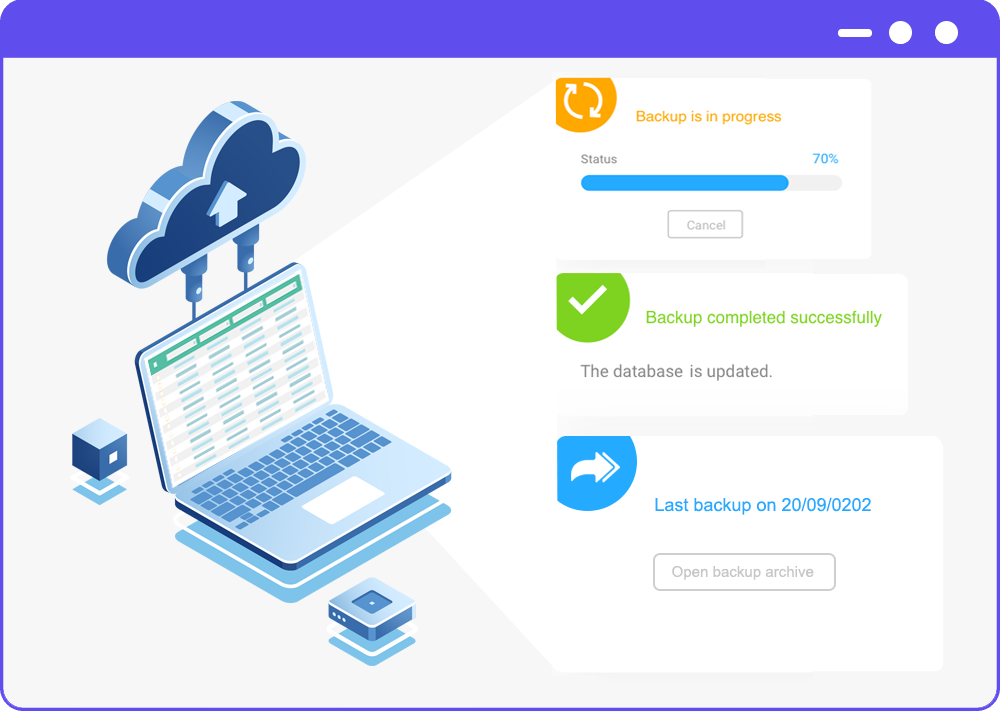 Backup is in progress
Status 70%
Cancel
Backup completed successfully
The database is updated.
Last backup on 20/09/0202
Open backup archive